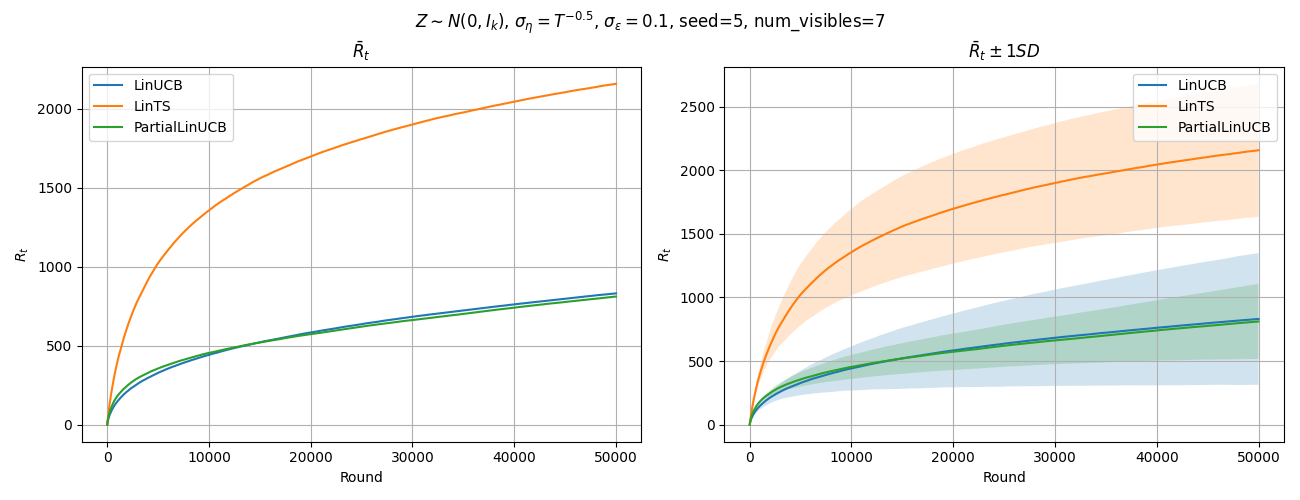 Z ∼ N(0, I_k), σ_η = T^{-0.5}, σ_ε = 0.1, seed=5, num_visibles=7
R̄_t
LinUCB
LinTS
PartialLinUCB
R_t
2000
1500
1000
500
0
0 10000 20000 30000 40000 50000
Round
R̄_t ± 1SD
LinUCB
LinTS
PartialLinUCB
R_t
2500
2000
1500
1000
500
0
0 10000 20000 30000 40000 50000
Round